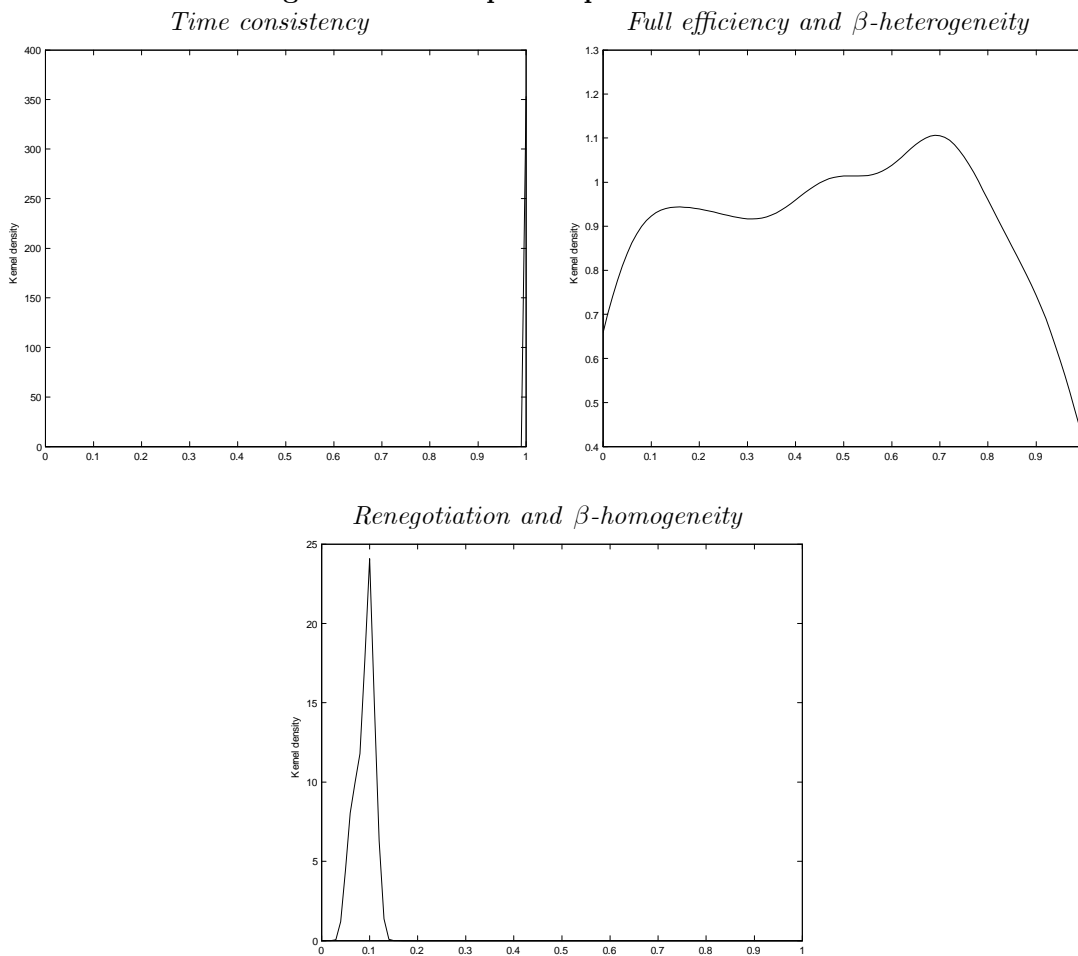 Time consistency
Full efficiency and β-heterogeneity
400
350
300
250
200
150
100
50
0
Kernel density
0 0.1 0.2 0.3 0.4 0.5 0.6 0.7 0.8 0.9 1
1.3
1.2
1.1
1
0.9
0.8
0.7
0.6
0.5
0.4
Kernel density
0 0.1 0.2 0.3 0.4 0.5 0.6 0.7 0.8 0.9
Renegotiation and β-homogeneity
25
20
15
10
5
0
Kernel density
0 0.1 0.2 0.3 0.4 0.5 0.6 0.7 0.8 0.9 1